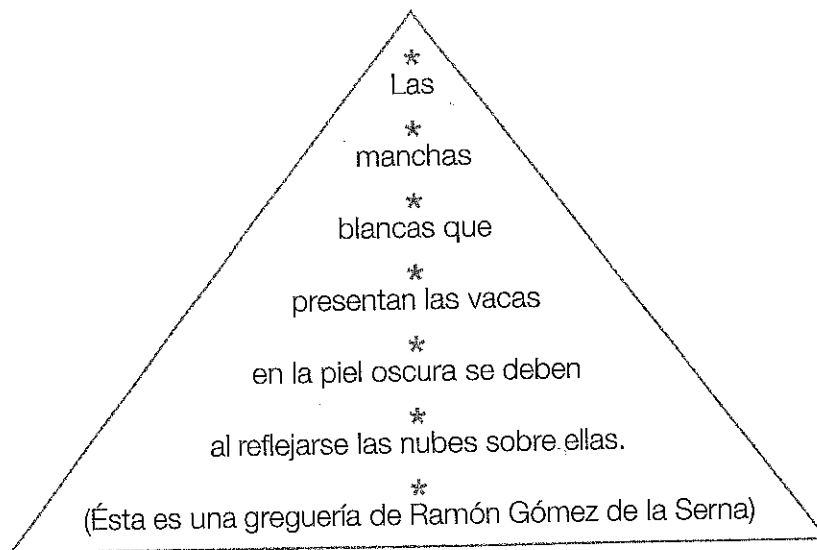 *
Las
*
manchas
*
blancas que
*
presentan las vacas
*
en la piel oscura se deben
*
al reflejarse las nubes sobre ellas.
*
(Ésta es una greguería de Ramón Gómez de la Serna)